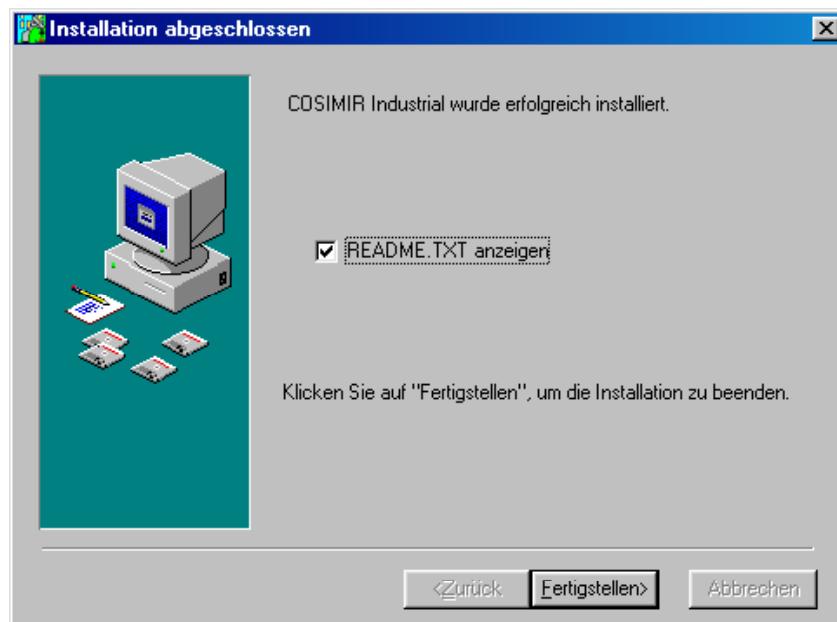 Installation abgeschlossen
COSIMIR Industrial wurde erfolgreich installiert.
README.TXT anzeigen
Klicken Sie auf "Fertigstellen", um die Installation zu beenden.
<Zurück Fertigstellen> Abbrechen